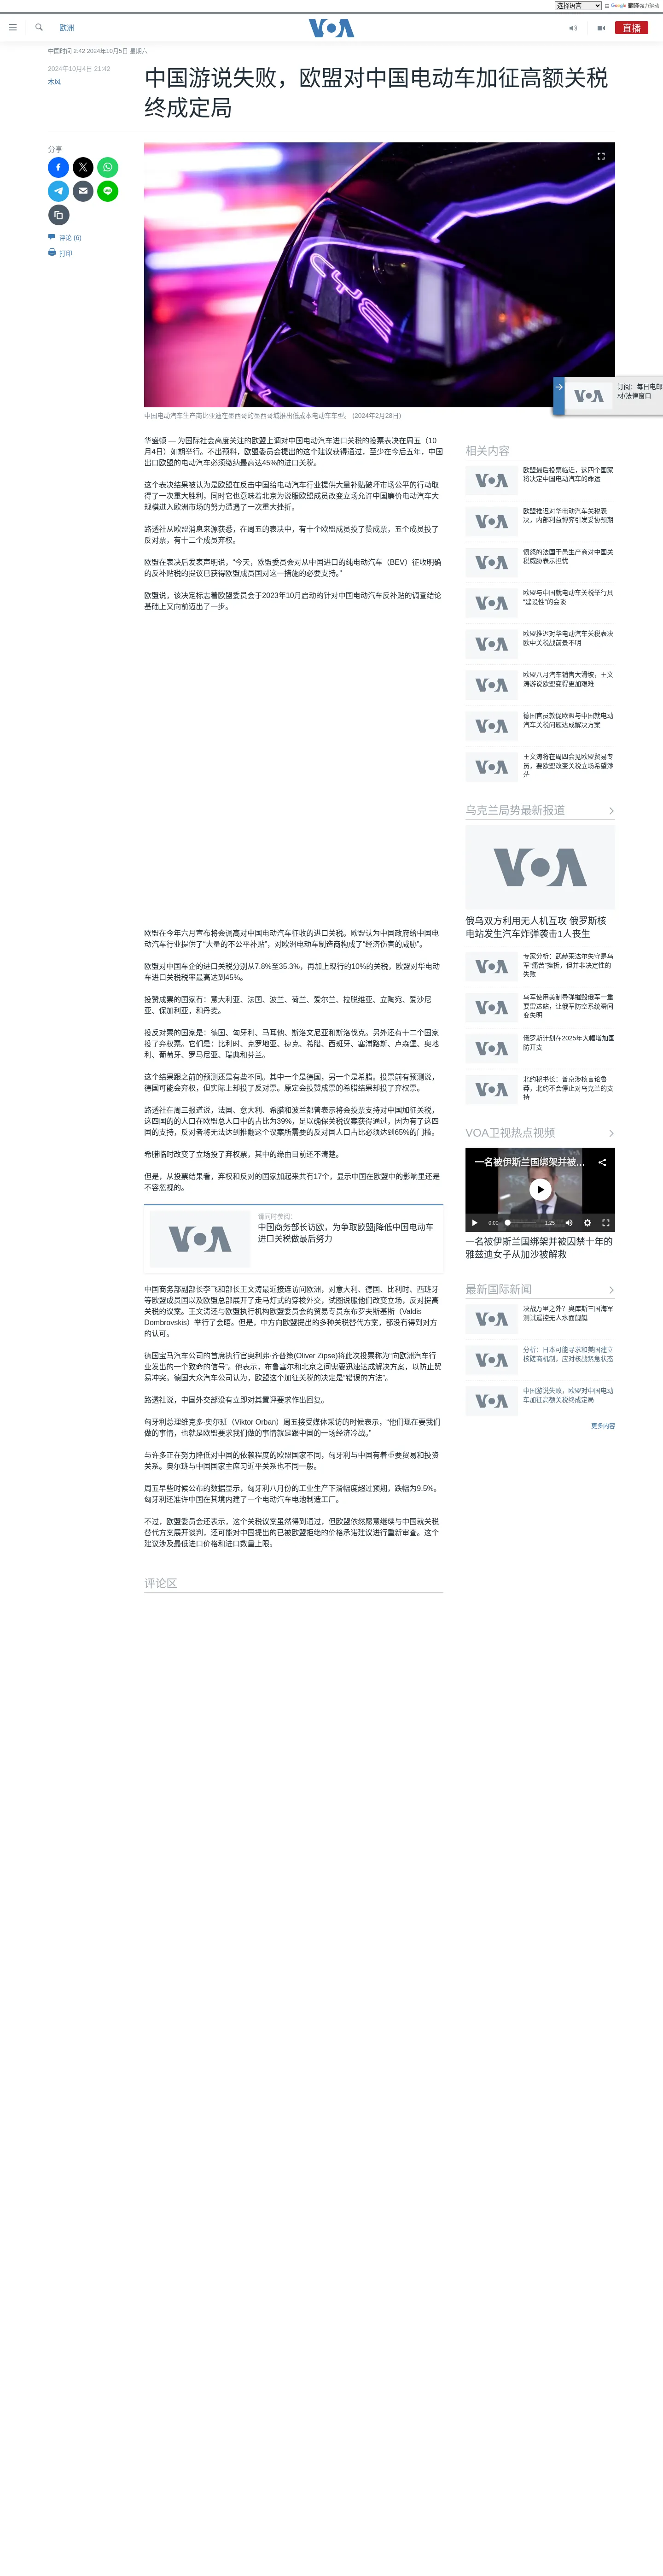 选择语言
由 Google 翻译强力驱动
欧洲
VOA
直播
中国时间 2:42 2024年10月5日 星期六
2024年10月4日 21:42
木风
中国游说失败，欧盟对中国电动车加征高额关税
终成定局
分享
评论 (6)
打印
中国电动汽车生产商比亚迪在墨西哥的墨西哥城推出低成本电动车车型。 (2024年2月28日)
订阅：每日电邮
材/法律窗口
华盛顿 — 为国际社会高度关注的欧盟上调对中国电动汽车进口关税的投票表决在周五（10
月4日）如期举行。不出预料，欧盟委员会提出的这个建议获得通过，至少在今后五年，中国
出口欧盟的电动汽车必须缴纳最高达45%的进口关税。
这个表决结果被认为是欧盟在反击中国给电动汽车行业提供大量补贴破坏市场公平的行动取
得了一次重大胜利，同时它也意味着北京为说服欧盟成员改变立场允许中国廉价电动汽车大
规模进入欧洲市场的努力遭遇了一次重大挫折。
路透社从欧盟消息来源获悉，在周五的表决中，有十个欧盟成员投了赞成票，五个成员投了
反对票，有十二个成员弃权。
欧盟在表决后发表声明说，“今天，欧盟委员会对从中国进口的纯电动汽车（BEV）征收明确
的反补贴税的提议已获得欧盟成员国对这一措施的必要支持。”
欧盟说，该决定标志着欧盟委员会于2023年10月启动的针对中国电动汽车反补贴的调查结论
基础上又向前迈出了一步。
欧盟在今年六月宣布将会调高对中国电动汽车征收的进口关税。欧盟认为中国政府给中国电
动汽车行业提供了“大量的不公平补贴”，对欧洲电动车制造商构成了“经济伤害的威胁”。
欧盟对中国车企的进口关税分别从7.8%至35.3%，再加上现行的10%的关税，欧盟对华电动
车进口关税税率最高达到45%。
投赞成票的国家有：意大利亚、法国、波兰、荷兰、爱尔兰、拉脱维亚、立陶宛、爱沙尼
亚、保加利亚，和丹麦。
投反对票的国家是：德国、匈牙利、马耳他、斯洛文尼亚和斯洛伐克。另外还有十二个国家
投了弃权票。它们是：比利时、克罗地亚、捷克、希腊、西班牙、塞浦路斯、卢森堡、奥地
利、葡萄牙、罗马尼亚、瑞典和芬兰。
这个结果跟之前的预测还是有些不同。其中一个是德国，另一个是希腊。投票前有预测说，
德国可能会弃权，但实际上却投了反对票。原定会投赞成票的希腊结果却投了弃权票。
路透社在周三报道说，法国、意大利、希腊和波兰都曾表示将会投票支持对中国加征关税，
这四国的的人口在欧盟总人口中的占比为39%，足以确保关税议案获得通过，因为有了这四
国的支持，反对者将无法达到推翻这个议案所需要的反对国人口占比必须达到65%的门槛。
希腊临时改变了立场投了弃权票，其中的缘由目前还不清楚。
但是，从投票结果看，弃权和反对的国家加起来共有17个，显示中国在欧盟中的影响里还是
不容忽视的。
请同时参阅：
中国商务部长访欧，为争取欧盟j降低中国电动车
进口关税做最后努力
中国商务部副部长李飞和部长王文涛最近接连访问欧洲，对意大利、德国、比利时、西班牙
等欧盟成员国以及欧盟总部展开了走马灯式的穿梭外交，试图说服他们改变立场，反对提高
关税的议案。王文涛还与欧盟执行机构欧盟委员会的贸易专员东布罗夫斯基斯（Valdis
Dombrovskis）举行了会晤。但是，中方向欧盟提出的多种关税替代方案，都没有得到对方
的认可。
德国宝马汽车公司的首席执行官奥利弗·齐普策(Oliver Zipse)将此次投票称为“向欧洲汽车行
业发出的一个致命的信号”。他表示，布鲁塞尔和北京之间需要迅速达成解决方案，以防止贸
易冲突。德国大众汽车公司认为，欧盟这个加征关税的决定是“错误的方法”。
路透社说，中国外交部没有立即对其置评要求作出回复。
匈牙利总理维克多·奥尔班（Viktor Orban）周五接受媒体采访的时候表示，“他们现在要我们
做的事情，也就是欧盟要求我们做的事情就是跟中国的一场经济冷战。”
与许多正在努力降低对中国的依赖程度的欧盟国家不同，匈牙利与中国有着重要贸易和投资
关系。奥尔班与中国国家主席习近平关系也不同一般。
周五早些时候公布的数据显示，匈牙利八月份的工业生产下滑幅度超过预期，跌幅为9.5%。
匈牙利还准许中国在其境内建了一个电动汽车电池制造工厂。
不过，欧盟委员会还表示，这个关税议案虽然得到通过，但欧盟依然愿意继续与中国就关税
替代方案展开谈判，还可能对中国提出的已被欧盟拒绝的价格承诺建议进行重新审查。这个
建议涉及最低进口价格和进口数量上限。
评论区
相关内容
欧盟最后投票临近，这四个国家
将决定中国电动汽车的命运
欧盟推迟对华电动汽车关税表
决，内部利益博弈引发妥协预期
愤怒的法国干邑生产商对中国关
税威胁表示担忧
欧盟与中国就电动车关税举行具
“建设性”的会谈
欧盟推迟对华电动汽车关税表决
欧中关税战前景不明
欧盟八月汽车销售大滑坡，王文
涛游说欧盟变得更加艰难
德国官员敦促欧盟与中国就电动
汽车关税问题达成解决方案
王文涛将在周四会见欧盟贸易专
员，要欧盟改变关税立场希望渺
茫
乌克兰局势最新报道
俄乌双方利用无人机互攻 俄罗斯核
电站发生汽车炸弹袭击1人丧生
专家分析：武赫莱达尔失守是乌
军“痛苦”挫折，但并非决定性的
失败
乌军使用美制导弹摧毁俄军一重
要雷达站，让俄军防空系统瞬间
变失明
俄罗斯计划在2025年大幅增加国
防开支
北约秘书长：普京涉核言论鲁
莽，北约不会停止对乌克兰的支
持
VOA卫视热点视频
一名被伊斯兰国绑架并被...
0:00
1:25
一名被伊斯兰国绑架并被囚禁十年的
雅兹迪女子从加沙被解救
最新国际新闻
决战万里之外？奥库斯三国海军
测试遥控无人水面舰艇
分析：日本可能寻求和美国建立
核磋商机制，应对核战紧急状态
中国游说失败，欧盟对中国电动
车加征高额关税终成定局
更多内容